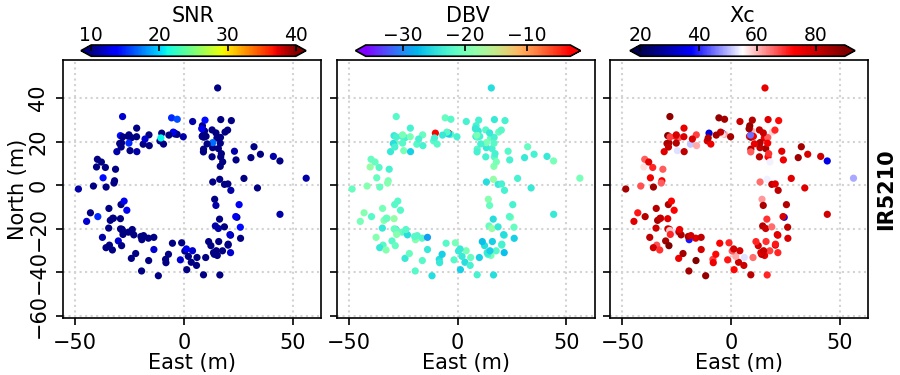 SNR DBV Xc
10 20 30 40 −30 −20 −10 20 40 60 80
40
20
0
−20
−40
−60
North (m)
IR5210
−50 0 50 −50 0 50 −50 0 50
East (m) East (m) East (m)